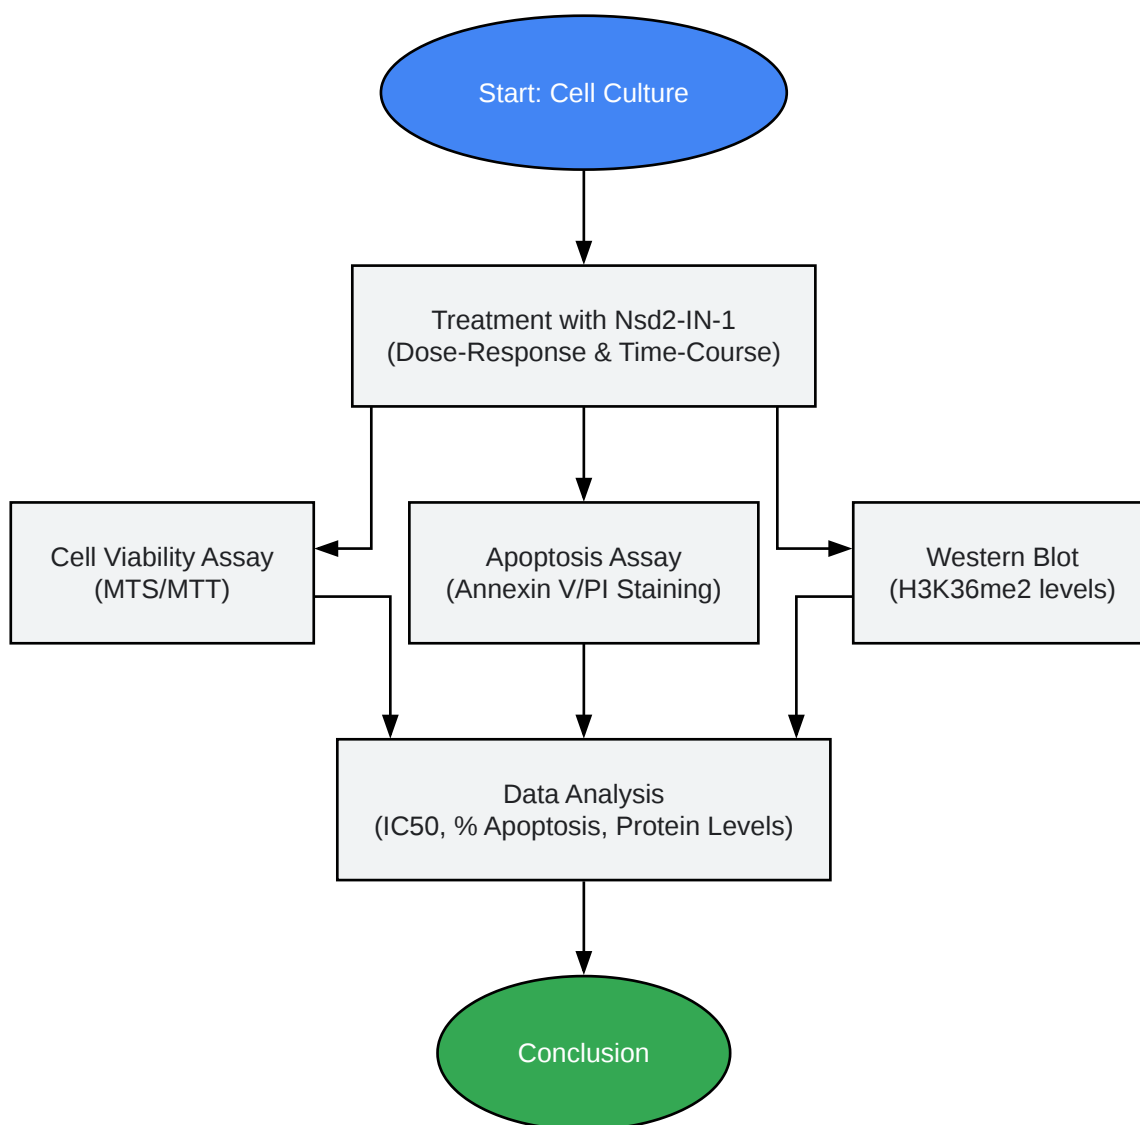 Start: Cell Culture
Treatment with Nsd2-IN-1
(Dose-Response & Time-Course)
Cell Viability Assay
(MTS/MTT)
Apoptosis Assay
(Annexin V/PI Staining)
Western Blot
(H3K36me2 levels)
Data Analysis
(IC50, % Apoptosis, Protein Levels)
Conclusion